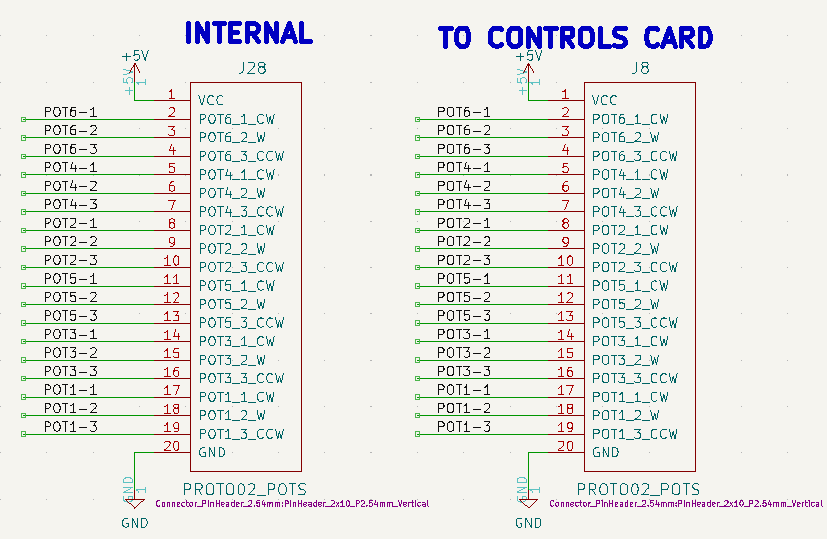 INTERNAL
TO CONTROLS CARD
+5V
+5V
1
J28
1 VCC
POT6-1 2 POT6_1_CW
POT6-2 3 POT6_2_W
POT6-3 4 POT6_3_CCW
POT4-1 5 POT4_1_CW
POT4-2 6 POT4_2_W
POT4-3 7 POT4_3_CCW
POT2-1 8 POT2_1_CW
POT2-2 9 POT2_2_W
POT2-3 10 POT2_3_CCW
POT5-1 11 POT5_1_CW
POT5-2 12 POT5_2_W
POT5-3 13 POT5_3_CCW
POT3-1 14 POT3_1_CW
POT3-2 15 POT3_2_W
POT3-3 16 POT3_3_CCW
POT1-1 17 POT1_1_CW
POT1-2 18 POT1_2_W
POT1-3 19 POT1_3_CCW
20 GND
GND
1
PROTO02_POTS
Connector_PinHeader_2.54mm:PinHeader_2x10_P2.54mm_Vertical
GND
+5V
+5V
1
J8
1 VCC
POT6-1 2 POT6_1_CW
POT6-2 3 POT6_2_W
POT6-3 4 POT6_3_CCW
POT4-1 5 POT4_1_CW
POT4-2 6 POT4_2_W
POT4-3 7 POT4_3_CCW
POT2-1 8 POT2_1_CW
POT2-2 9 POT2_2_W
POT2-3 10 POT2_3_CCW
POT5-1 11 POT5_1_CW
POT5-2 12 POT5_2_W
POT5-3 13 POT5_3_CCW
POT3-1 14 POT3_1_CW
POT3-2 15 POT3_2_W
POT3-3 16 POT3_3_CCW
POT1-1 17 POT1_1_CW
POT1-2 18 POT1_2_W
POT1-3 19 POT1_3_CCW
20 GND
GND
1
PROTO02_POTS
Connector_PinHeader_2.54mm:PinHeader_2x10_P2.54mm_Vertical
GND